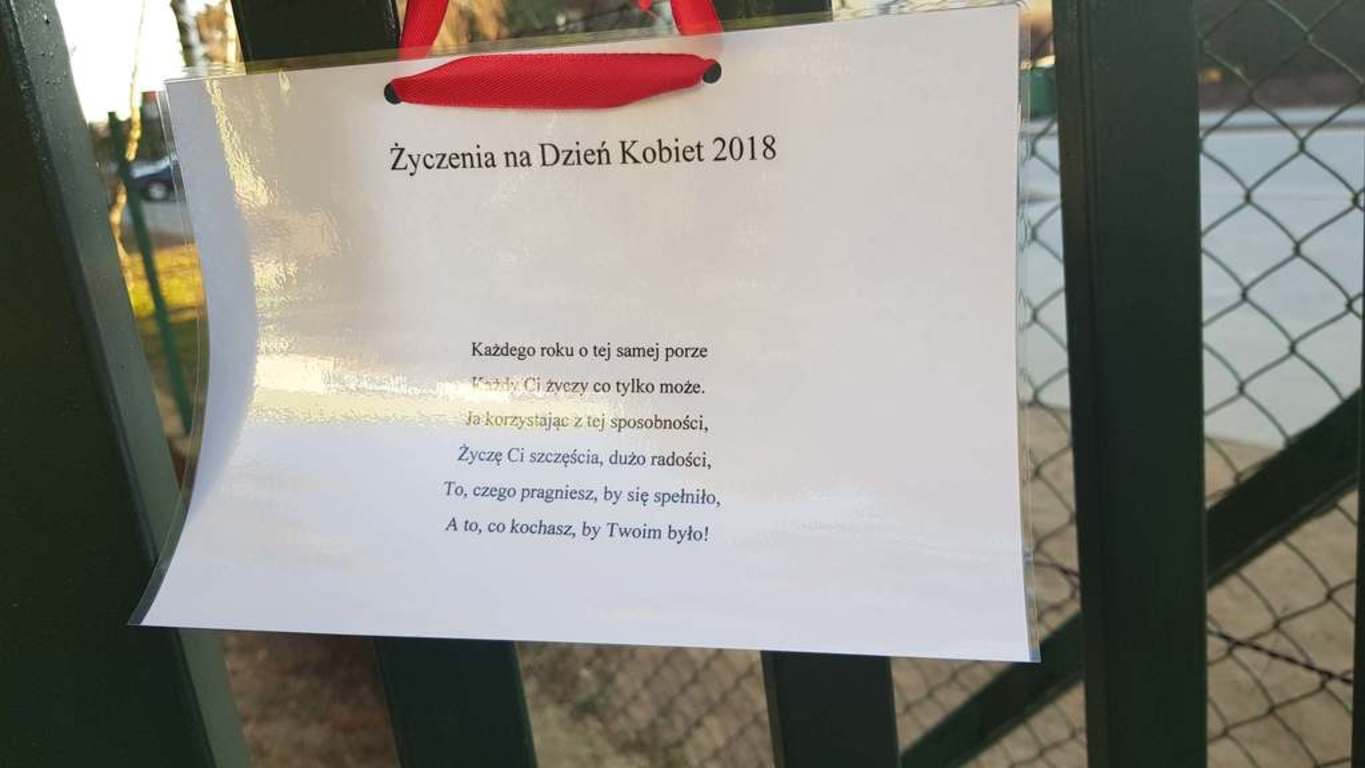 Życzenia na Dzień Kobiet 2018
Każdego roku o tej samej porze
Każdy Ci życzy co tylko może.
Ja korzystając z tej sposobności,
Życzę Ci szczęścia, dużo radości,
To, czego pragniesz, by się spełniło,
A to, co kochasz, by Twoim było!